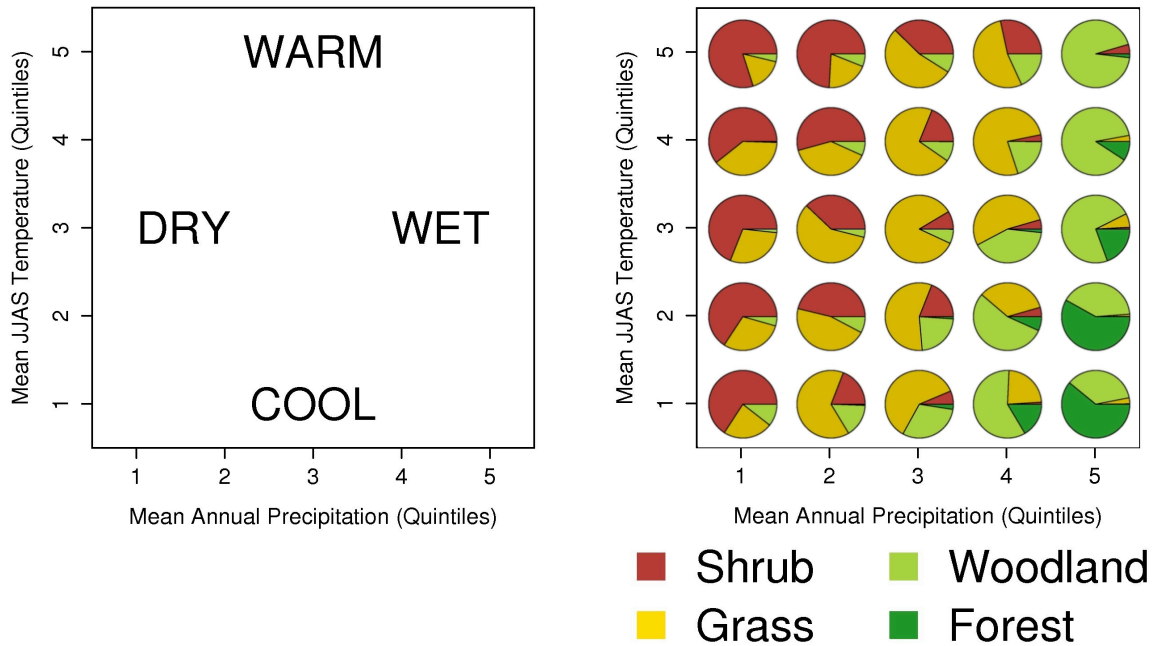 Mean JJAS Temperature (Quintiles)
5
4
3
2
1
WARM
DRY
WET
COOL
1 2 3 4 5
Mean Annual Precipitation (Quintiles)
Mean JJAS Temperature (Quintiles)
5
4
3
2
1
1 2 3 4 5
Mean Annual Precipitation (Quintiles)
Shrub
Woodland
Grass
Forest